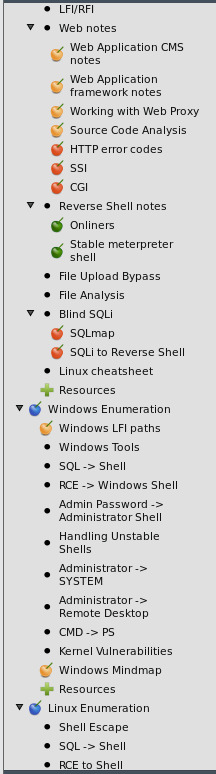 LFI/RFI
Web notes
Web Application CMS
notes
Web Application
framework notes
Working with Web Proxy
Source Code Analysis
HTTP error codes
SSI
CGI
Reverse Shell notes
Onliners
Stable meterpreter
shell
File Upload Bypass
File Analysis
Blind SQLi
SQLmap
SQLi to Reverse Shell
Linux cheatsheet
Resources
Windows Enumeration
Windows LFI paths
Windows Tools
SQL -> Shell
RCE -> Windows Shell
Admin Password ->
Administrator Shell
Handling Unstable
Shells
Administrator ->
SYSTEM
Administrator ->
Remote Desktop
CMD -> PS
Kernel Vulnerabilities
Windows Mindmap
Resources
Linux Enumeration
Shell Escape
SQL -> Shell
RCE to Shell